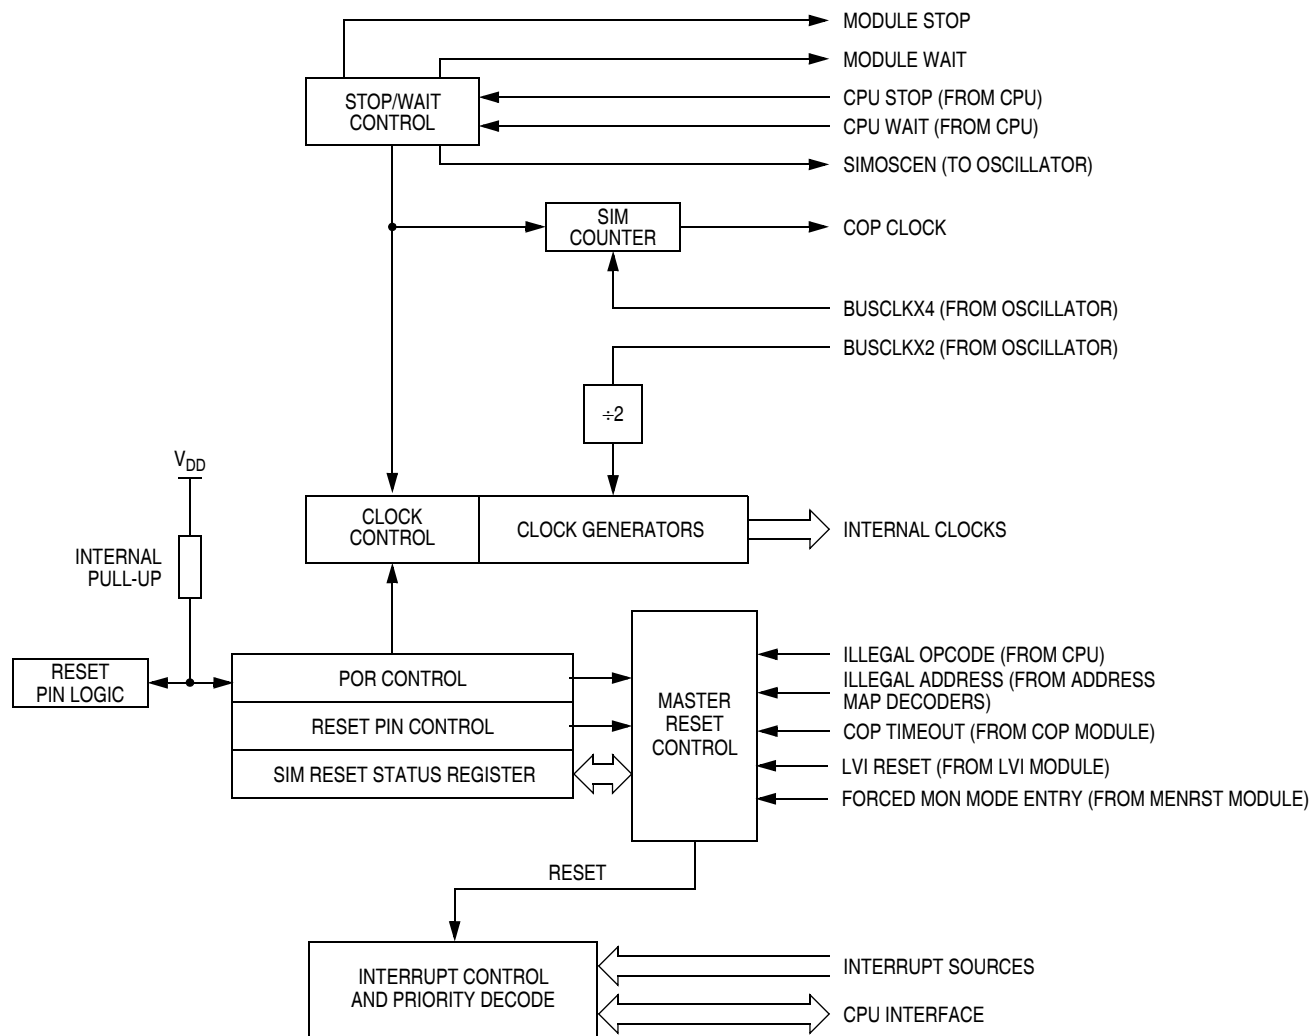 MODULE STOP
MODULE WAIT
STOP/WAIT
CONTROL
CPU STOP (FROM CPU)
CPU WAIT (FROM CPU)
SIMOSCEN (TO OSCILLATOR)
SIM
COUNTER
COP CLOCK
BUSCLKX4 (FROM OSCILLATOR)
BUSCLKX2 (FROM OSCILLATOR)
÷2
VDD
CLOCK
CONTROL
CLOCK GENERATORS
INTERNAL CLOCKS
INTERNAL
PULL-UP
RESET
PIN LOGIC
POR CONTROL
RESET PIN CONTROL
SIM RESET STATUS REGISTER
MASTER
RESET
CONTROL
ILLEGAL OPCODE (FROM CPU)
ILLEGAL ADDRESS (FROM ADDRESS
MAP DECODERS)
COP TIMEOUT (FROM COP MODULE)
LVI RESET (FROM LVI MODULE)
FORCED MON MODE ENTRY (FROM MENRST MODULE)
RESET
INTERRUPT CONTROL
AND PRIORITY DECODE
INTERRUPT SOURCES
CPU INTERFACE